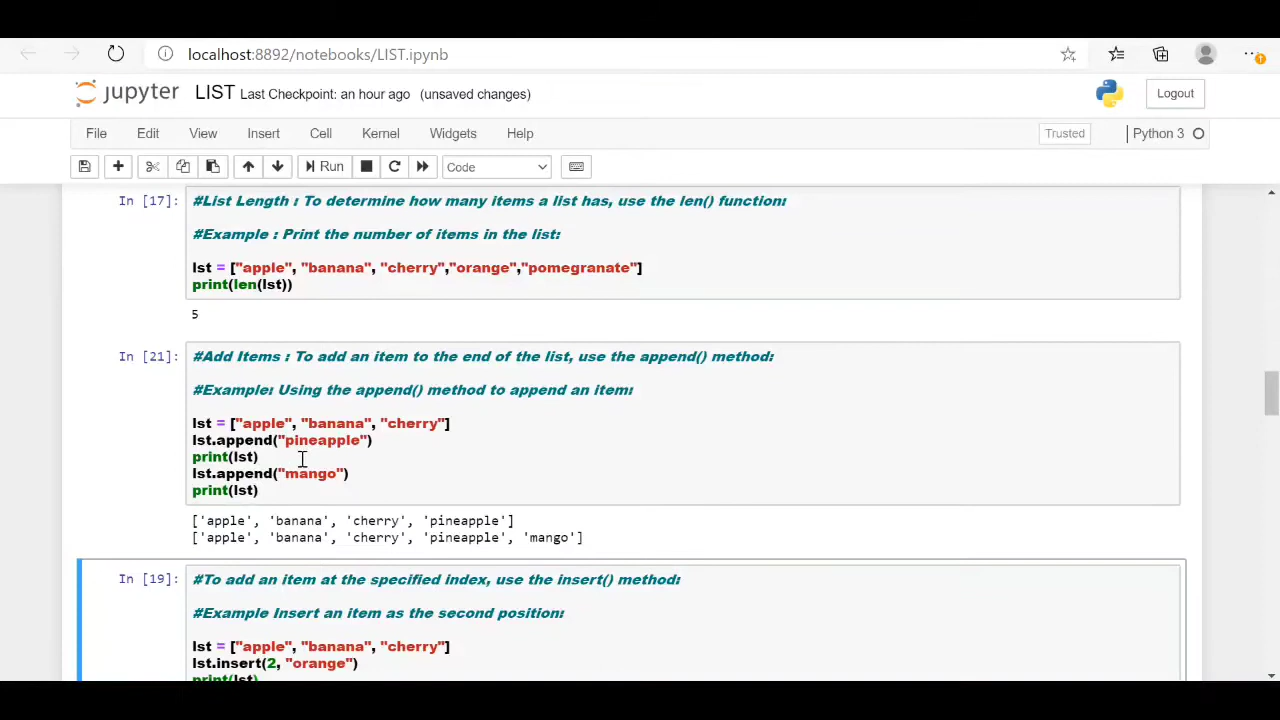 localhost:8892/notebooks/LIST.ipynb
jupyter LIST Last Checkpoint: an hour ago (unsaved changes)
Logout
File Edit View Insert Cell Kernel Widgets Help
Trusted
Python 3
Run
Code
In [17]:
#List Length : To determine how many items a list has, use the len() function:
#Example : Print the number of items in the list:
lst = ["apple", "banana", "cherry","orange","pomegranate"]
print(len(lst))
5
In [21]:
#Add Items : To add an item to the end of the list, use the append() method:
#Example: Using the append() method to append an item:
lst = ["apple", "banana", "cherry"]
lst.append("pineapple")
print(lst)
lst.append("mango")
print(lst)
['apple', 'banana', 'cherry', 'pineapple']
['apple', 'banana', 'cherry', 'pineapple', 'mango']
In [19]:
#To add an item at the specified index, use the insert() method:
#Example Insert an item as the second position:
lst = ["apple", "banana", "cherry"]
lst.insert(2, "orange")
print(lst)